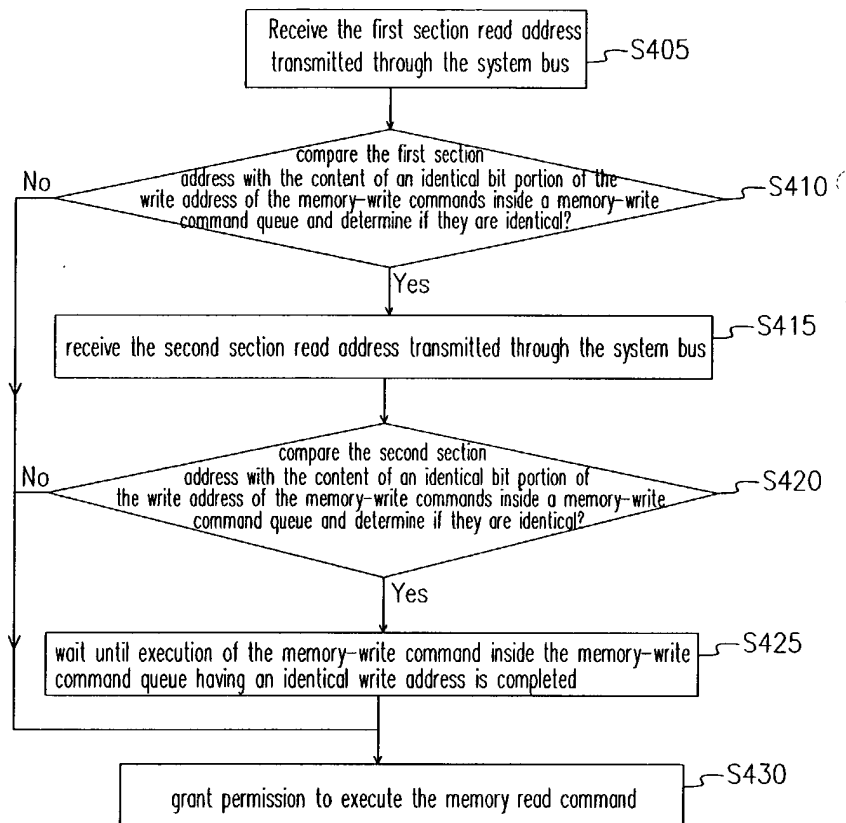 Receive the first section read address
transmitted through the system bus
S405
compare the first section
address with the content of an identical bit portion of the
write address of the memory-write commands inside a memory-write
command queue and determine if they are identical?
S410
No
Yes
receive the second section read address transmitted through the system bus
S415
compare the second section
address with the content of an identical bit portion of
the write address of the memory-write commands inside a memory-write
command queue and determine if they are identical?
S420
No
Yes
wait until execution of the memory-write command inside the memory-write
command queue having an identical write address is completed
S425
grant permission to execute the memory read command
S430